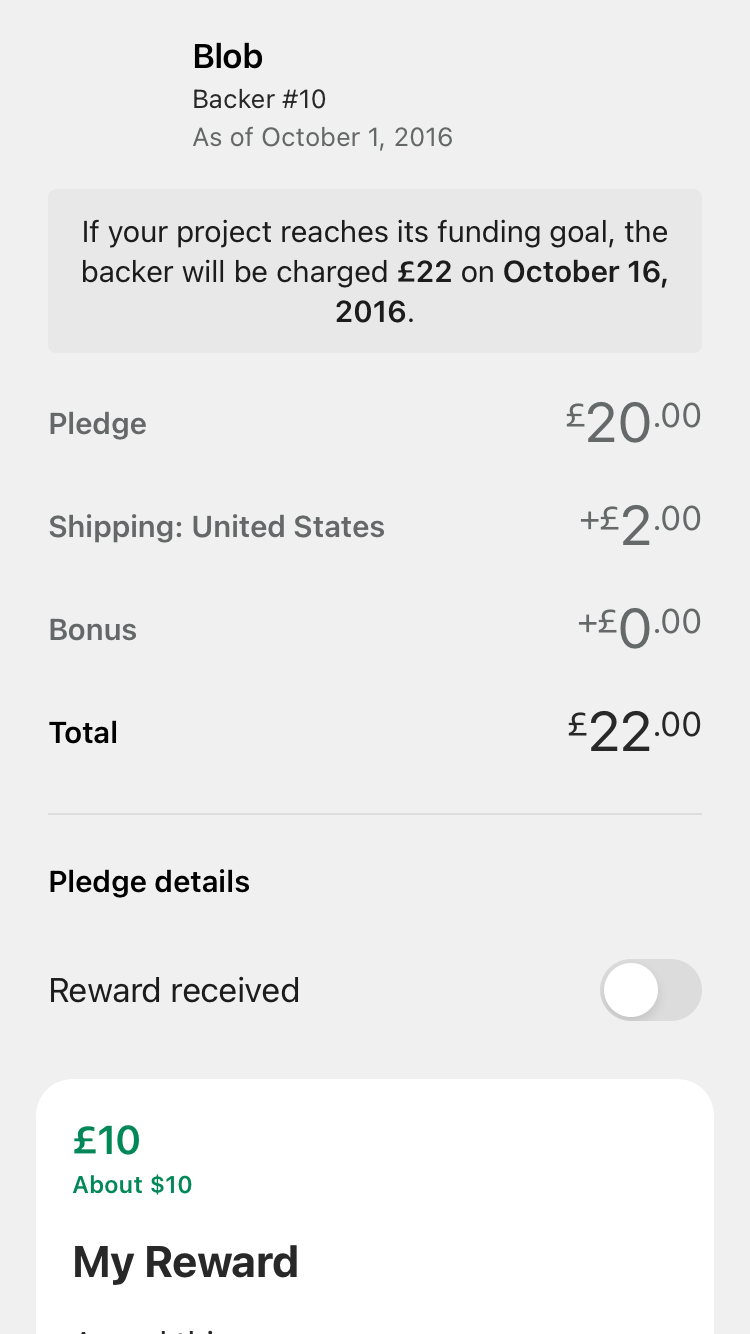 Blob
Backer #10
As of October 1, 2016
If your project reaches its funding goal, the
backer will be charged £22 on October 16,
2016.
Pledge £20.00
Shipping: United States +£2.00
Bonus +£0.00
Total £22.00
Pledge details
Reward received
£10
About $10
My Reward